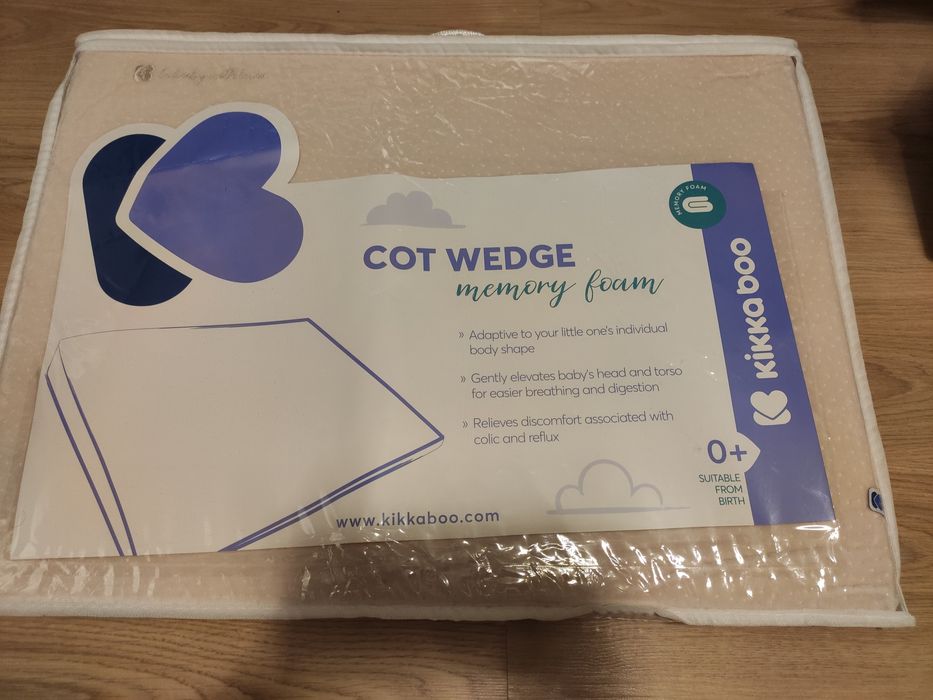 MEMORY FOAM
COT WEDGE
memory foam
» Adaptive to your little one's individual
body shape
» Gently elevates baby's head and torso
for easier breathing and digestion
» Relieves discomfort associated with
colic and reflux
kikkaboo
0+
SUITABLE
FROM
BIRTH
www.kikkaboo.com